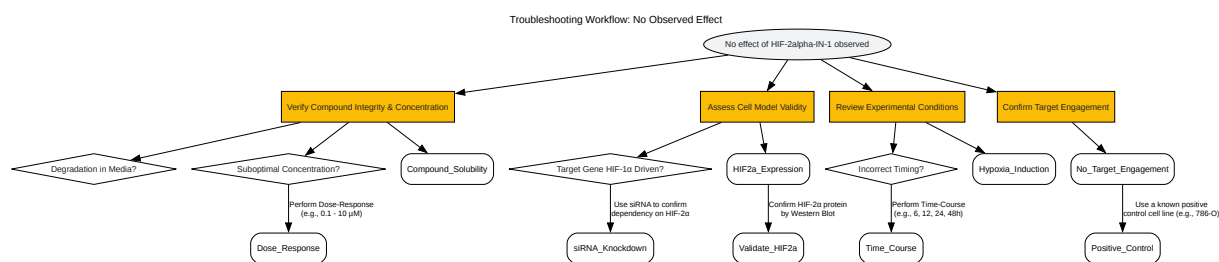 Troubleshooting Workflow: No Observed Effect
No effect of HIF-2alpha-IN-1 observed
Verify Compound Integrity & Concentration
Assess Cell Model Validity
Review Experimental Conditions
Confirm Target Engagement
Degradation in Media?
Suboptimal Concentration?
Compound_Solubility
Target Gene HIF-1α Driven?
HIF2a_Expression
Incorrect Timing?
Hypoxia_Induction
No_Target_Engagement
Perform Dose-Response
(e.g., 0.1 - 10 µM)
Use siRNA to confirm
dependency on HIF-2α
Confirm HIF-2α protein
by Western Blot
Perform Time-Course
(e.g., 6, 12, 24, 48h)
Use a known positive
control cell line (e.g., 786-O)
Dose_Response
siRNA_Knockdown
Validate_HIF2a
Time_Course
Positive_Control